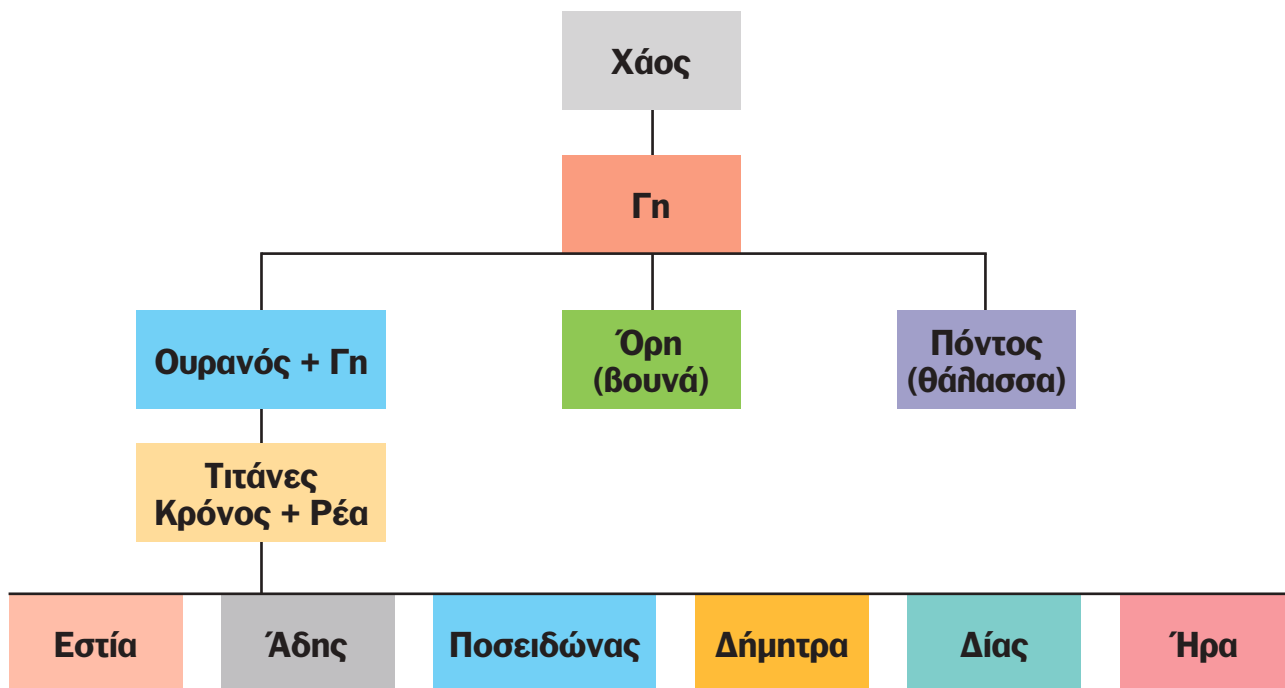 Χάος
Γη
Ουρανός + Γη
Όρη
(βουνά)
Πόντος
(θάλασσα)
Τιτάνες
Κρόνος + Ρέα
Εστία
Άδης
Ποσειδώνας
Δήμητρα
Δίας
Ήρα